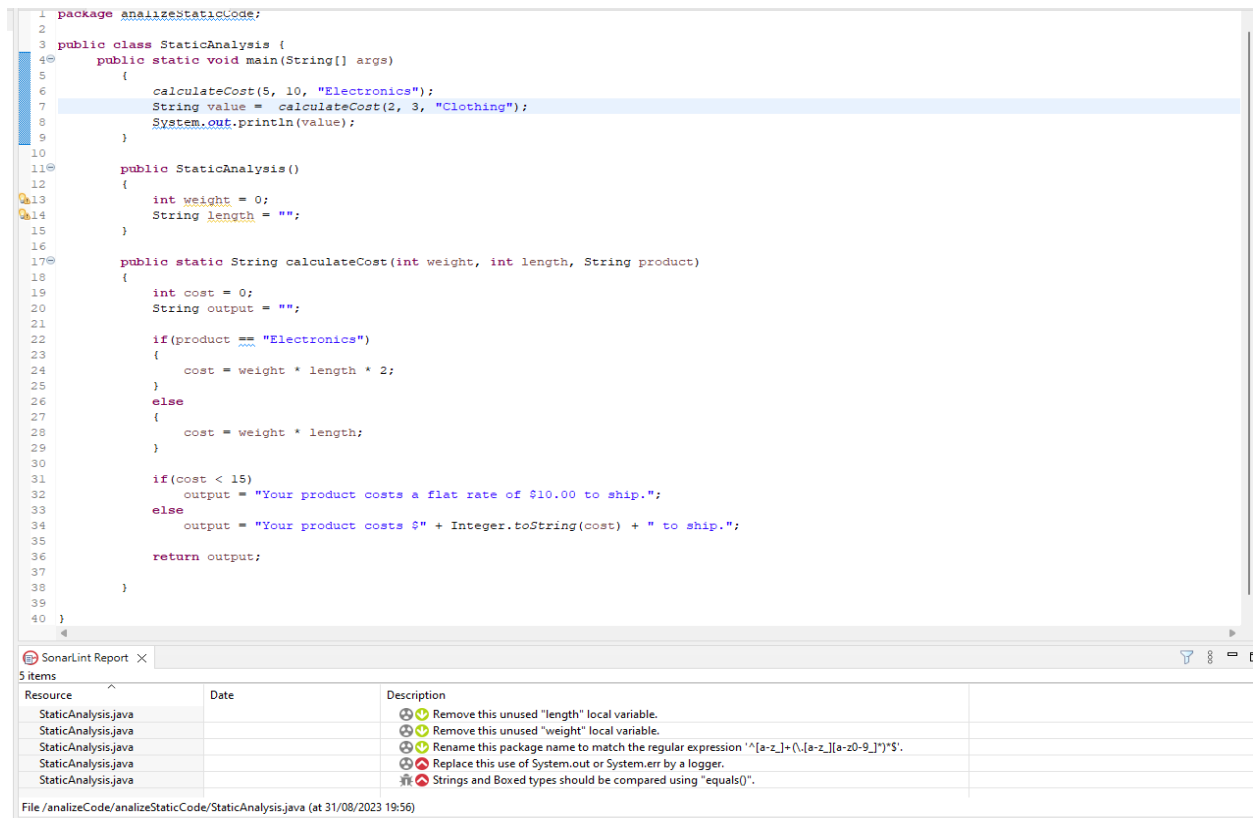 1 package analizeStaticCode;
2
3 public class StaticAnalysis {
4 public static void main(String[] args)
5 {
6 calculateCost(5, 10, "Electronics");
7 String value =  calculateCost(2, 3, "Clothing");
8 System.out.println(value);
9 }
10
11 public StaticAnalysis()
12 {
13 int weight = 0;
14 String length = "";
15 }
16
17 public static String calculateCost(int weight, int length, String product)
18 {
19 int cost = 0;
20 String output = "";
21
22 if(product == "Electronics")
23 {
24 cost = weight * length * 2;
25 }
26 else
27 {
28 cost = weight * length;
29 }
30
31 if(cost < 15)
32 output = "Your product costs a flat rate of $10.00 to ship.";
33 else
34 output = "Your product costs $" + Integer.toString(cost) + " to ship.";
35
36 return output;
37
38 }
39
40 }
SonarLint Report
5 items
Resource Date Description
StaticAnalysis.java Remove this unused "length" local variable.
StaticAnalysis.java Remove this unused "weight" local variable.
StaticAnalysis.java Rename this package name to match the regular expression '^[a-z_]+(\.[a-z_][a-z0-9_]*)*$'.
StaticAnalysis.java Replace this use of System.out or System.err by a logger.
StaticAnalysis.java Strings and Boxed types should be compared using "equals()".
File /analizeCode/analizeStaticCode/StaticAnalysis.java (at 31/08/2023 19:56)